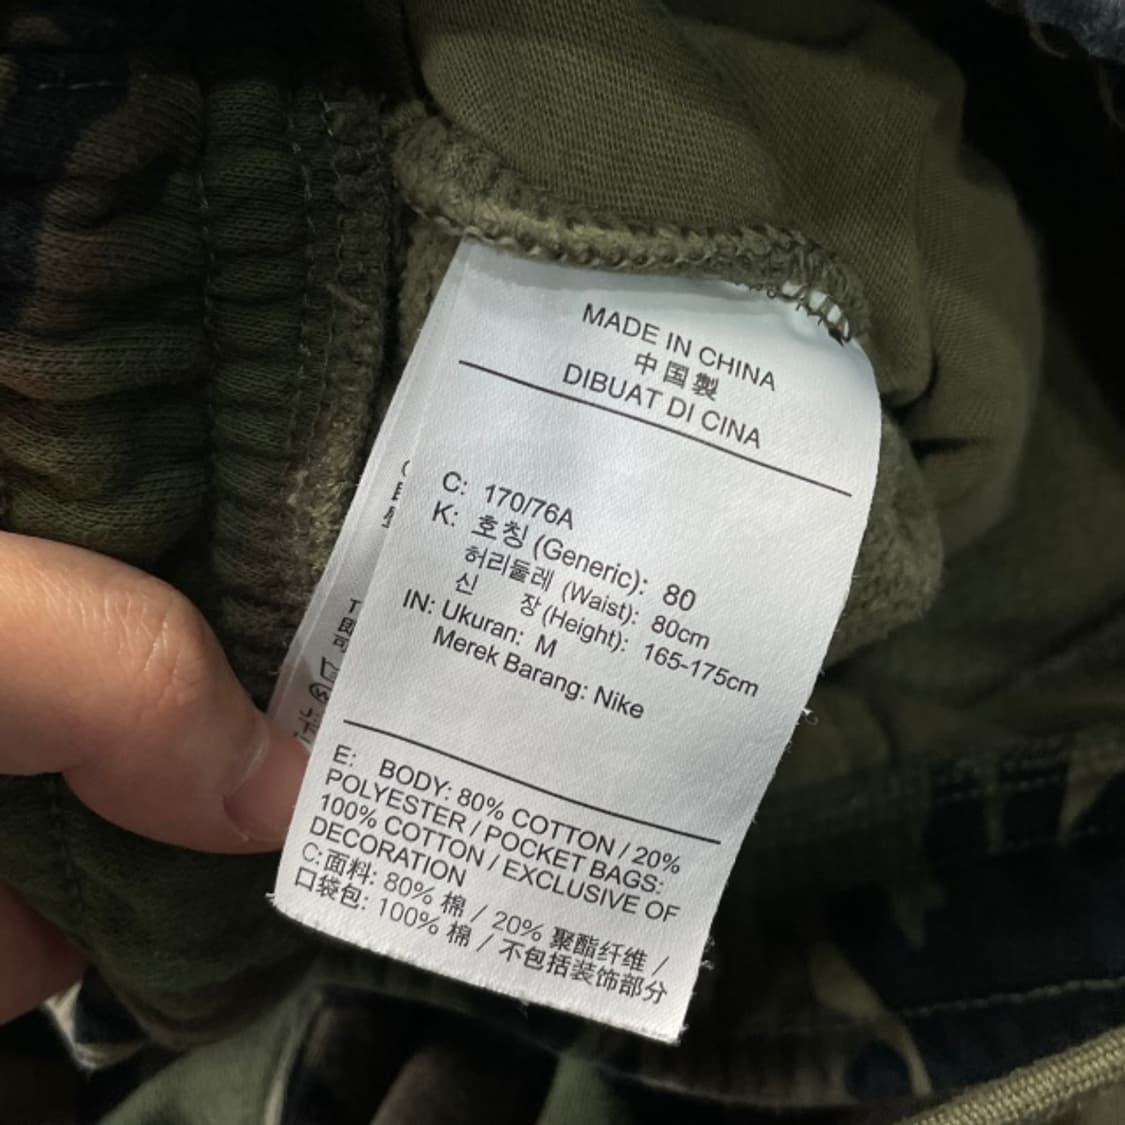 MADE IN CHINA
中国製
DIBUAT DI CINA
C: 170/76A
K: 호칭 (Generic): 80
허리둘레 (Waist): 80cm
신 장 (Height): 165-175cm
IN: Ukuran: M
Merek Barang: Nike
E: BODY: 80% COTTON / 20%
POLYESTER / POCKET BAGS:
100% COTTON / EXCLUSIVE OF
DECORATION
C: 面料: 80% 棉 / 20% 聚酯纤维 /
口袋包: 100% 棉 / 不包括装饰部分